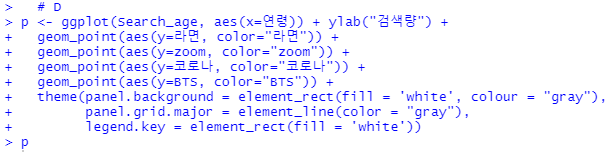 >   # D
> p <- ggplot(Search_age, aes(x=연령)) + ylab("검색량") +
+   geom_point(aes(y=라면, color="라면")) +
+   geom_point(aes(y=zoom, color="zoom")) +
+   geom_point(aes(y=코로나, color="코로나")) +
+   geom_point(aes(y=BTS, color="BTS")) +
+   theme(panel.background = element_rect(fill = 'white', colour = "gray"),
+         panel.grid.major = element_line(color = "gray"),
+         legend.key = element_rect(fill = 'white'))
> p